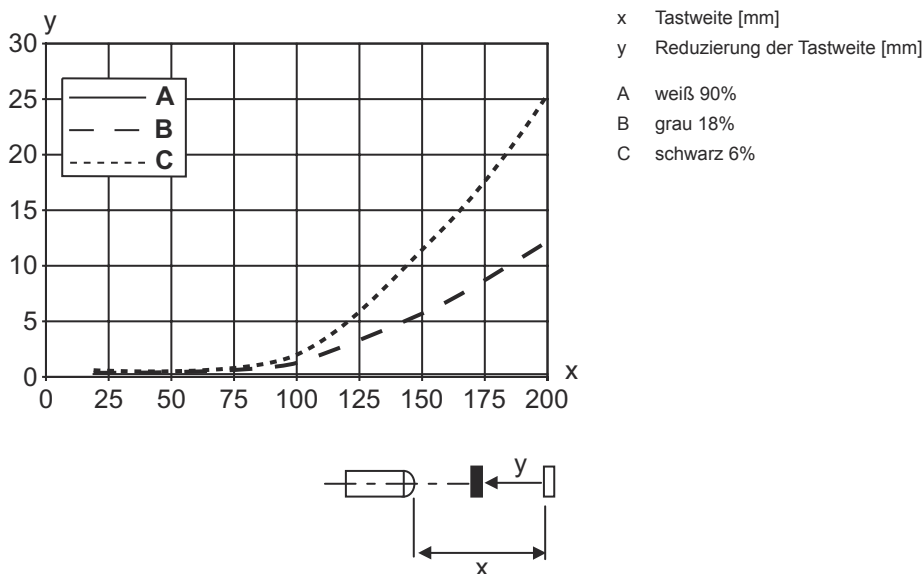 y
30
25
20
15
10
5
0
A
B
C
x
0 25 50 75 100 125 150 175 200
x Tastweite [mm]
y Reduzierung der Tastweite [mm]
A weiß 90%
B grau 18%
C schwarz 6%
y
x